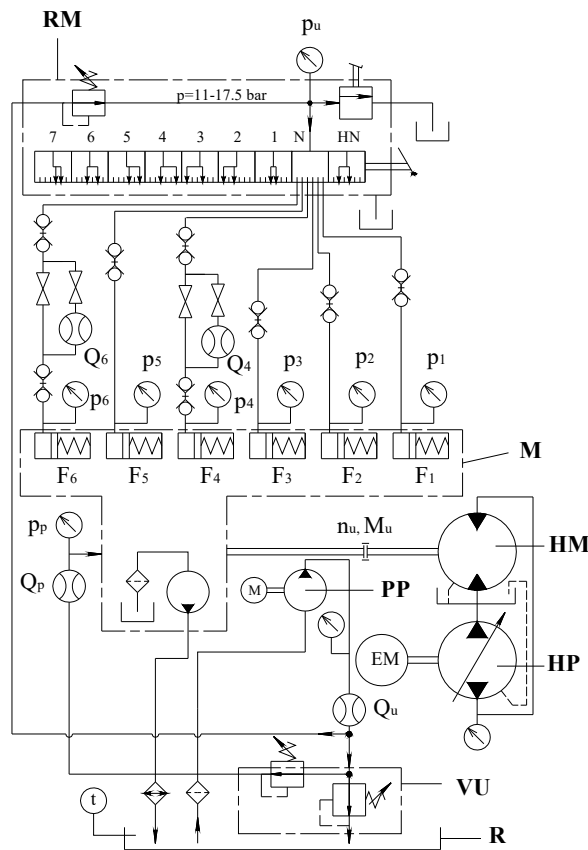 RM
pu
p=11-17.5 bar
7 6 5 4 3 2 1 N HN
Q6
Q4
p6
p5
p4
p3
p2
p1
F6 F5 F4 F3 F2 F1
M
pp
nu, Mu
HM
Qp
M
PP
EM
HP
Qu
VU
t
R